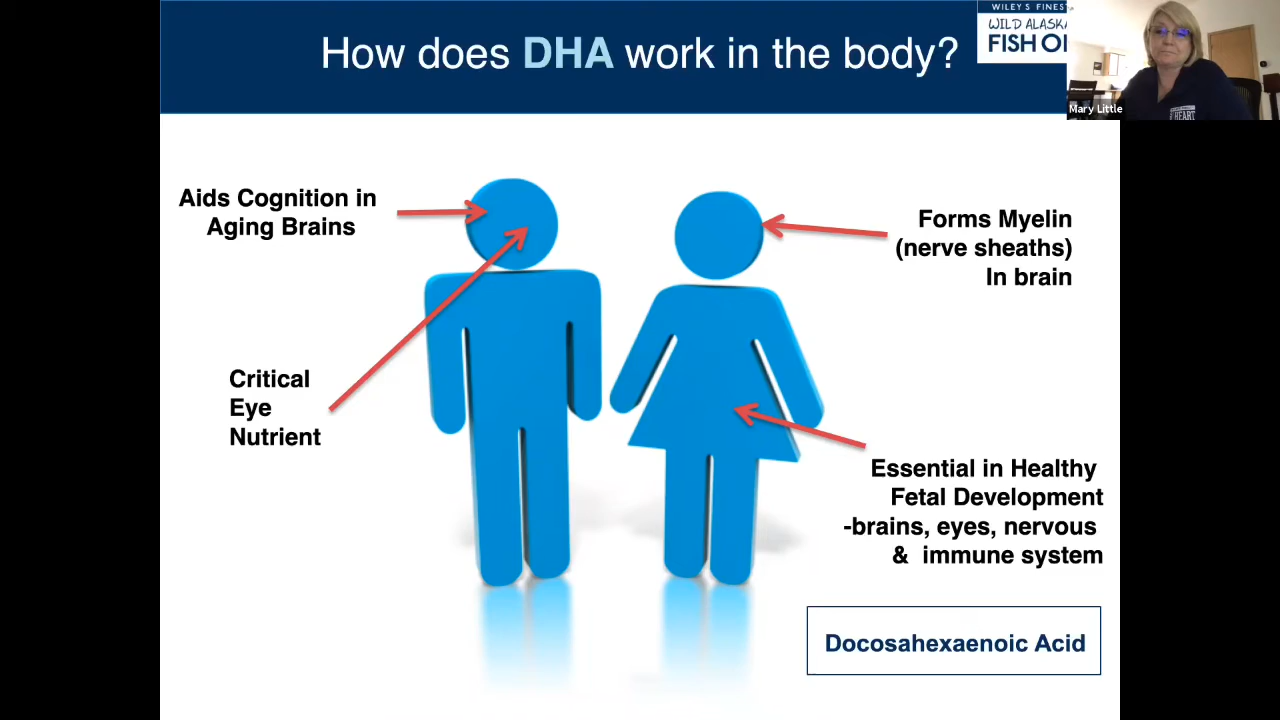 How does DHA work in the body?
WILEY'S FINEST
WILD ALASKA
FISH OI
Mary Little
HEART
Aids Cognition in
Aging Brains
Forms Myelin
(nerve sheaths)
In brain
Critical
Eye
Nutrient
Essential in Healthy
Fetal Development
-brains, eyes, nervous
& immune system
Docosahexaenoic Acid